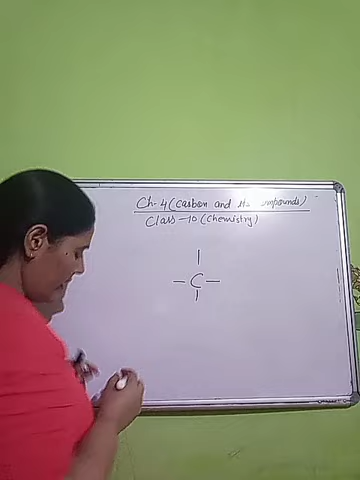 Ch-4 (Carbon and its compounds)
Class-10 (Chemistry)
C